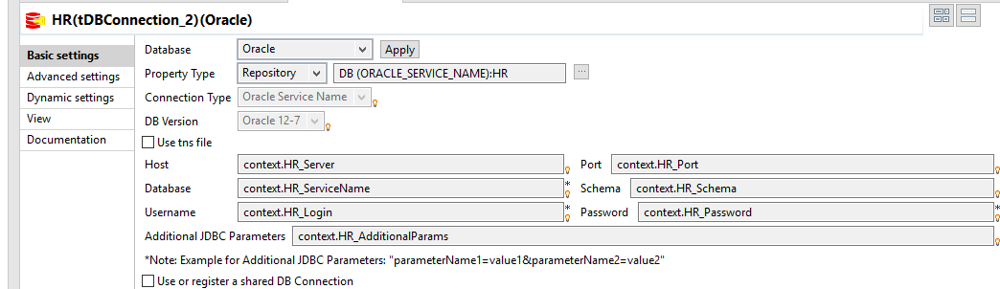 HR(tDBConnection_2)(Oracle)
Basic settings
Advanced settings
Dynamic settings
View
Documentation
Database Oracle Apply
Property Type Repository DB (ORACLE_SERVICE_NAME):HR ...
Connection Type Oracle Service Name
DB Version Oracle 12-7
Use tns file
Host context.HR_Server Port context.HR_Port
Database context.HR_ServiceName * Schema context.HR_Schema
Username context.HR_Login * Password context.HR_Password *
Additional JDBC Parameters context.HR_AdditionalParams
*Note: Example for Additional JDBC Parameters: "parameterName1=value1&parameterName2=value2"
Use or register a shared DB Connection